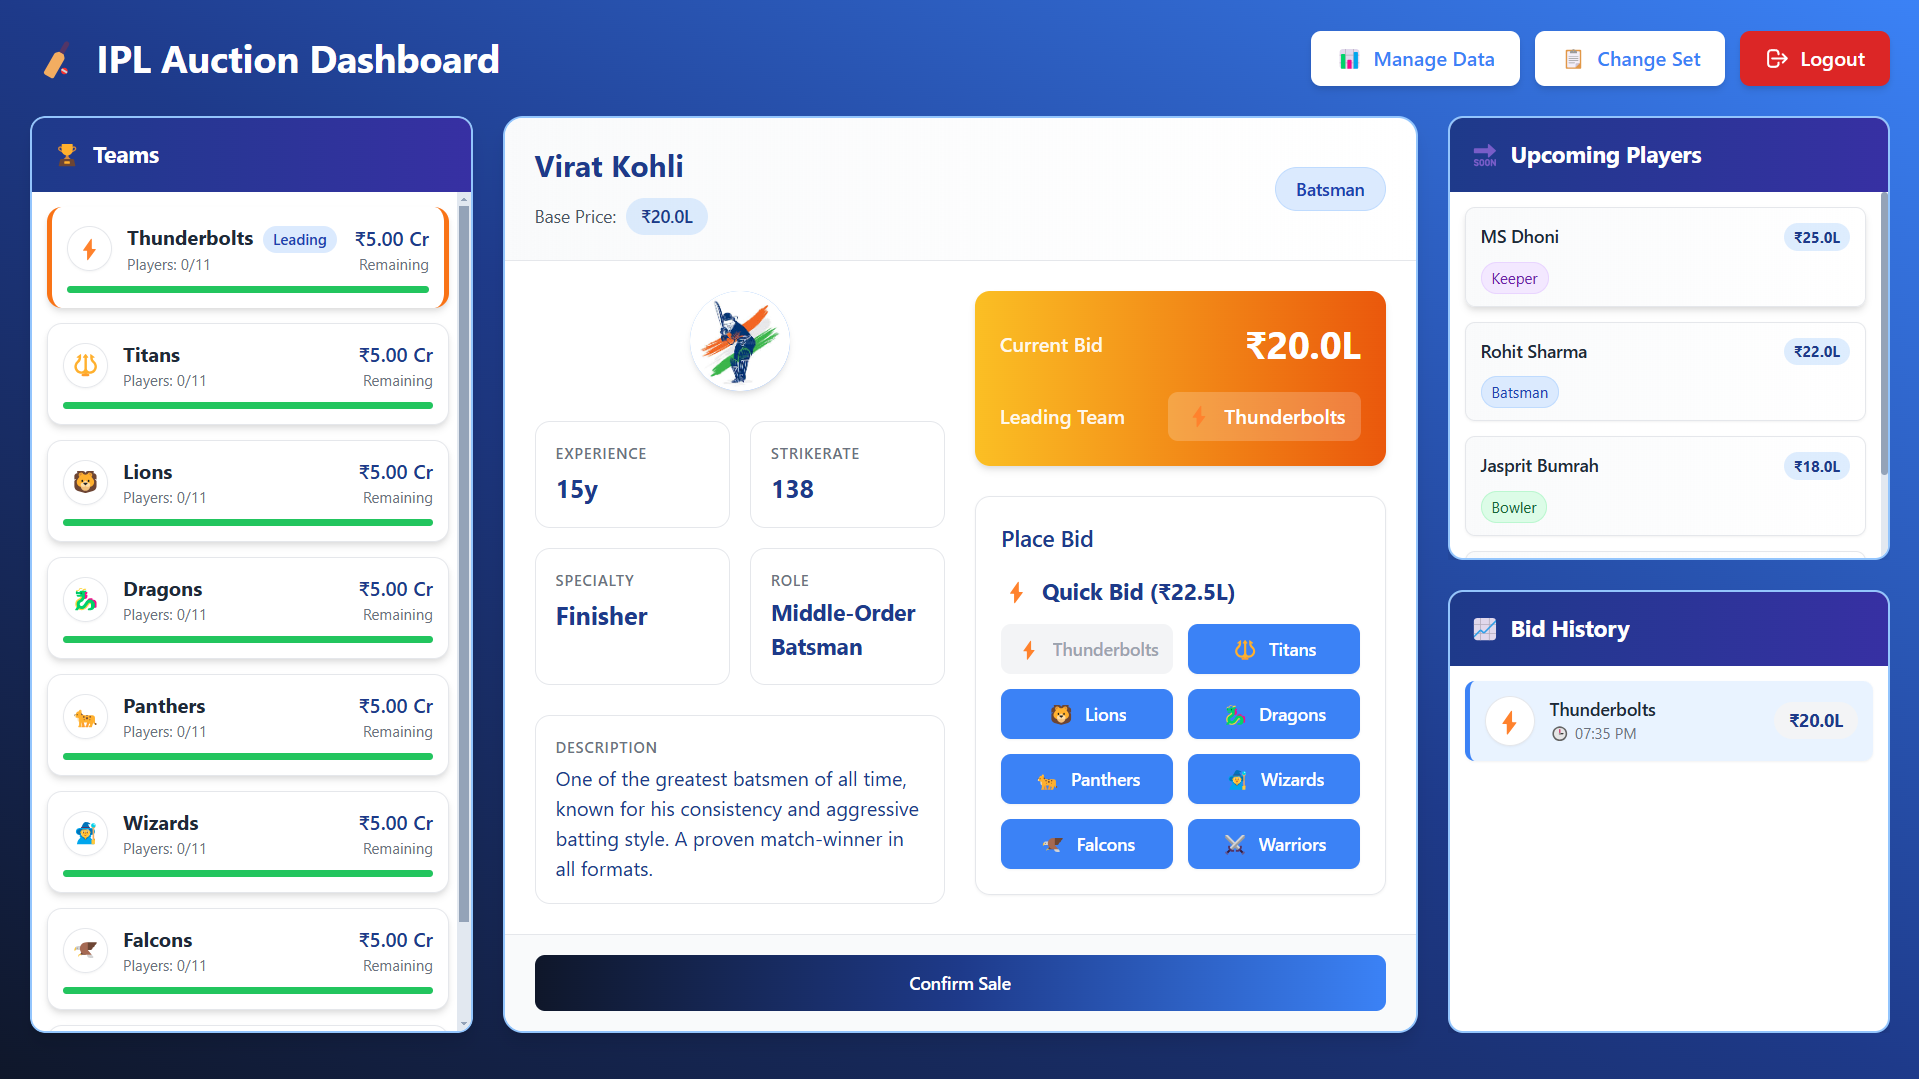 IPL Auction Dashboard
Manage Data
Change Set
Logout
Teams
Thunderbolts Leading ₹5.00 Cr
Players: 0/11 Remaining
Titans ₹5.00 Cr
Players: 0/11 Remaining
Lions ₹5.00 Cr
Players: 0/11 Remaining
Dragons ₹5.00 Cr
Players: 0/11 Remaining
Panthers ₹5.00 Cr
Players: 0/11 Remaining
Wizards ₹5.00 Cr
Players: 0/11 Remaining
Falcons ₹5.00 Cr
Players: 0/11 Remaining
Virat Kohli
Base Price: ₹20.0L
Batsman
EXPERIENCE
15y
STRIKERATE
138
SPECIALTY
Finisher
ROLE
Middle-Order
Batsman
DESCRIPTION
One of the greatest batsmen of all time,
known for his consistency and aggressive
batting style. A proven match-winner in
all formats.
Current Bid ₹20.0L
Leading Team Thunderbolts
Place Bid
Quick Bid (₹22.5L)
Thunderbolts Titans
Lions Dragons
Panthers Wizards
Falcons Warriors
Confirm Sale
SOON
Upcoming Players
MS Dhoni ₹25.0L
Keeper
Rohit Sharma ₹22.0L
Batsman
Jasprit Bumrah ₹18.0L
Bowler
Bid History
Thunderbolts ₹20.0L
07:35 PM